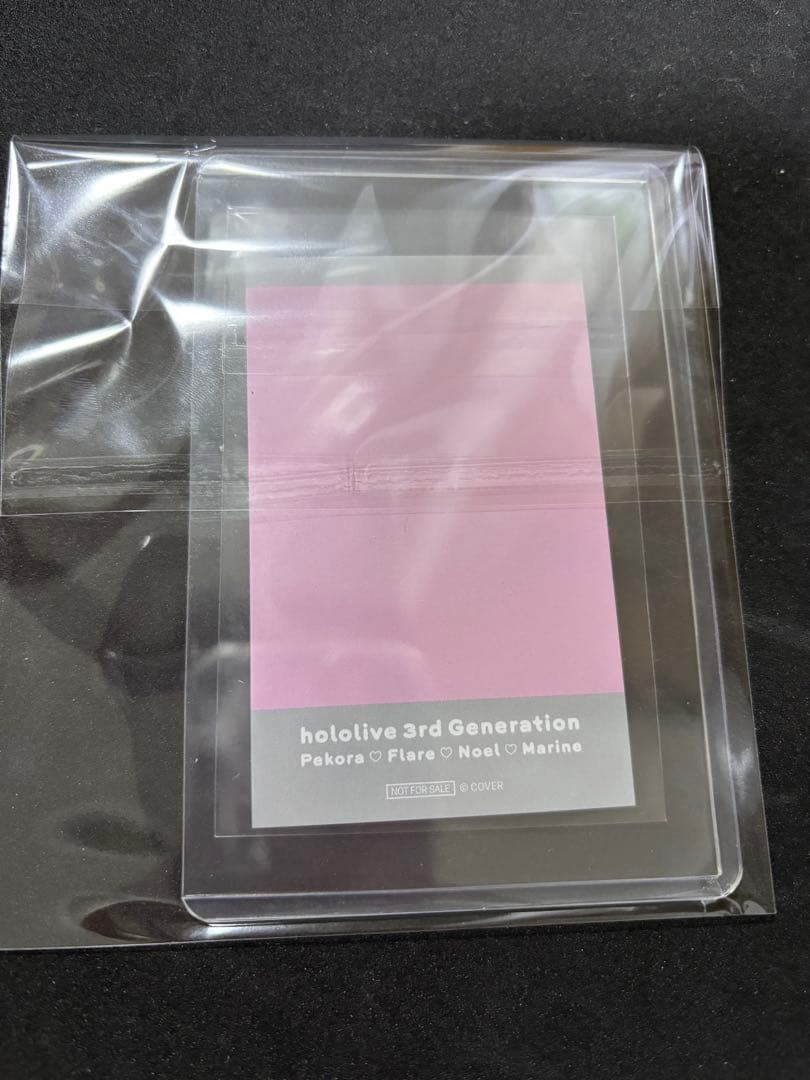 hololive 3rd Generation
Pekora ♡ Flare ♡ Noel ♡ Marine
NOT FOR SALE © COVER